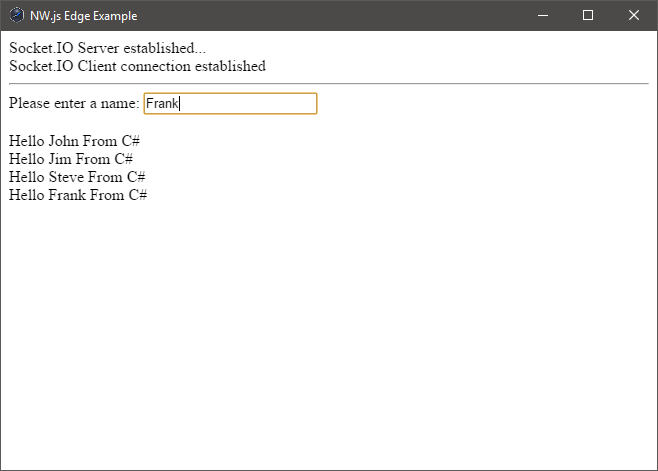 NW.js Edge Example
Socket.IO Server established...
Socket.IO Client connection established
Please enter a name: Frank
Hello John From C#
Hello Jim From C#
Hello Steve From C#
Hello Frank From C#